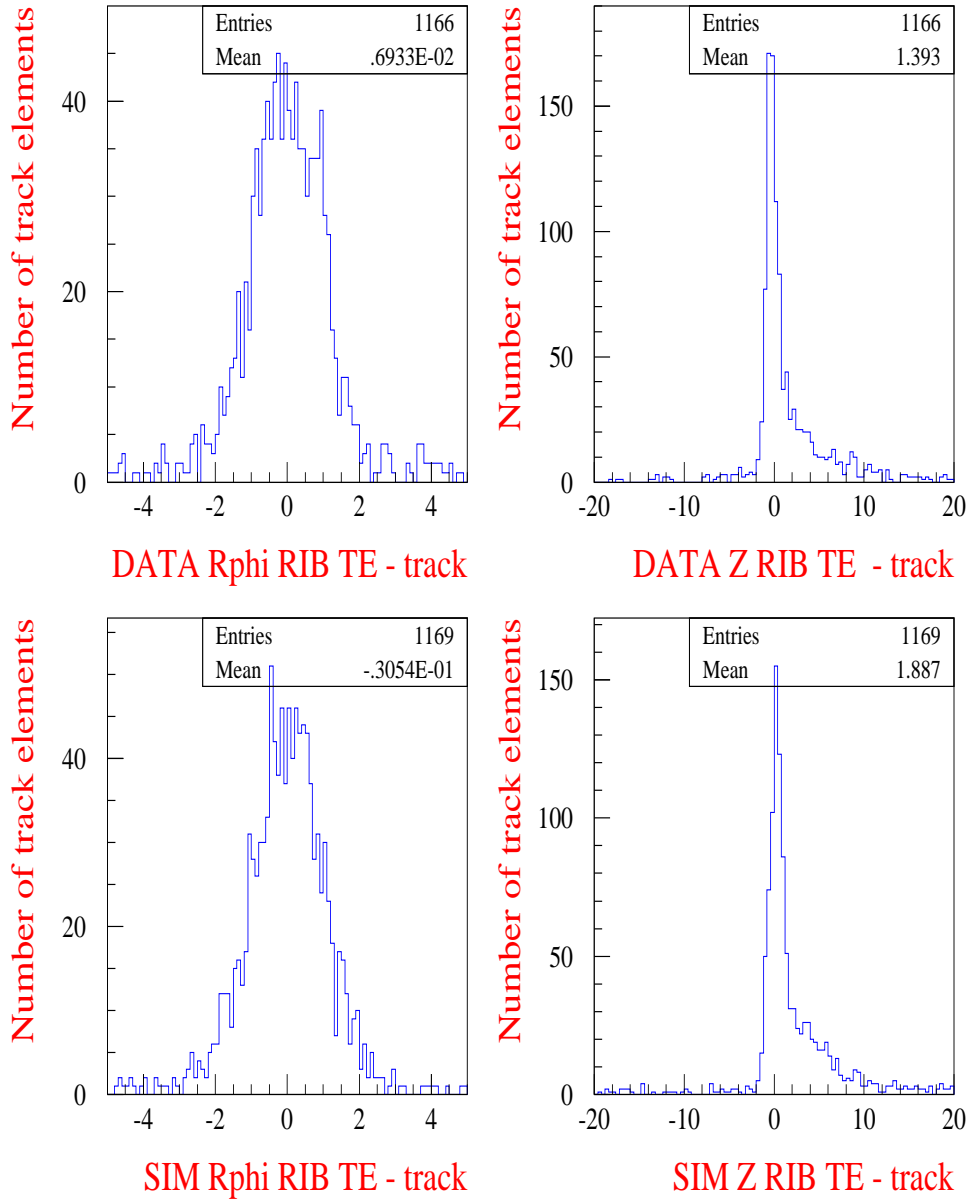 Number of track elements
Entries 1166
Mean .6933E-02
40
20
0
-4 -2 0 2 4
DATA Rphi RIB TE - track
Number of track elements
Entries 1166
Mean 1.393
150
100
50
0
-20 -10 0 10 20
DATA Z RIB TE - track
Number of track elements
Entries 1169
Mean -.3054E-01
40
20
0
-4 -2 0 2 4
SIM Rphi RIB TE - track
Number of track elements
Entries 1169
Mean 1.887
150
100
50
0
-20 -10 0 10 20
SIM Z RIB TE - track